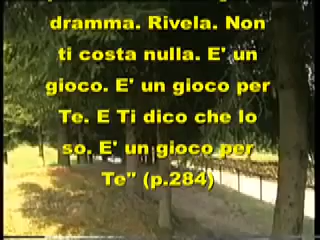 dramma. Rivela. Non
ti costa nulla. E' un
gioco. E' un gioco per
Te. E Ti dico che lo
so. E' un gioco per
Te" (p.284)